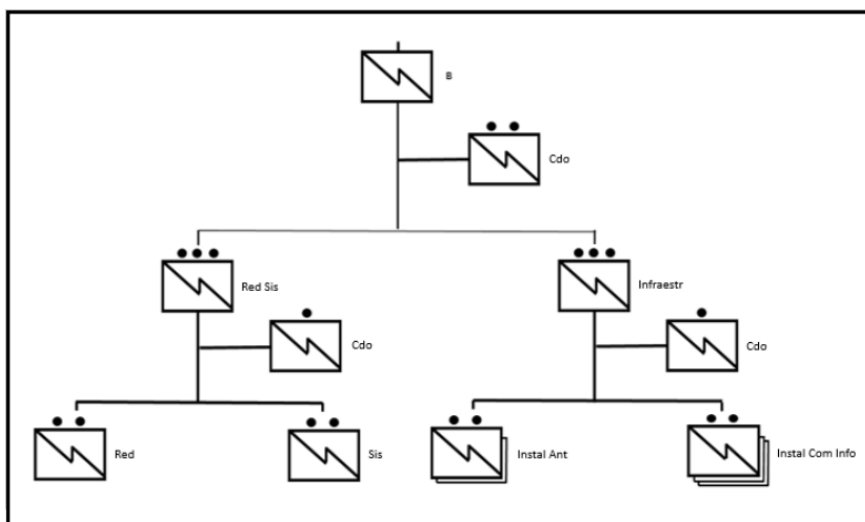 B
Cdo
Red Sis
Infraestr
Cdo
Cdo
Red
Sis
Instal Ant
Instal Com Info